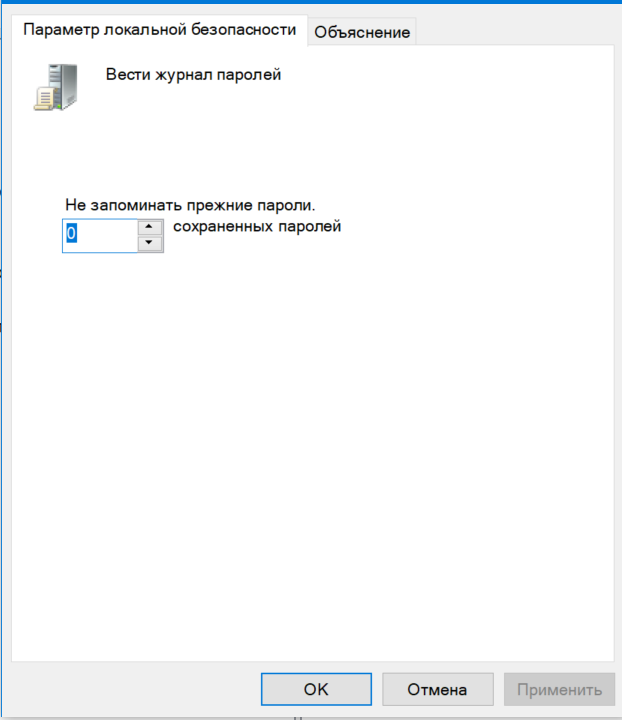 Параметр локальной безопасности
Объяснение
Вести журнал паролей
Не запоминать прежние пароли.
0 сохраненных паролей
OK
Отмена
Применить